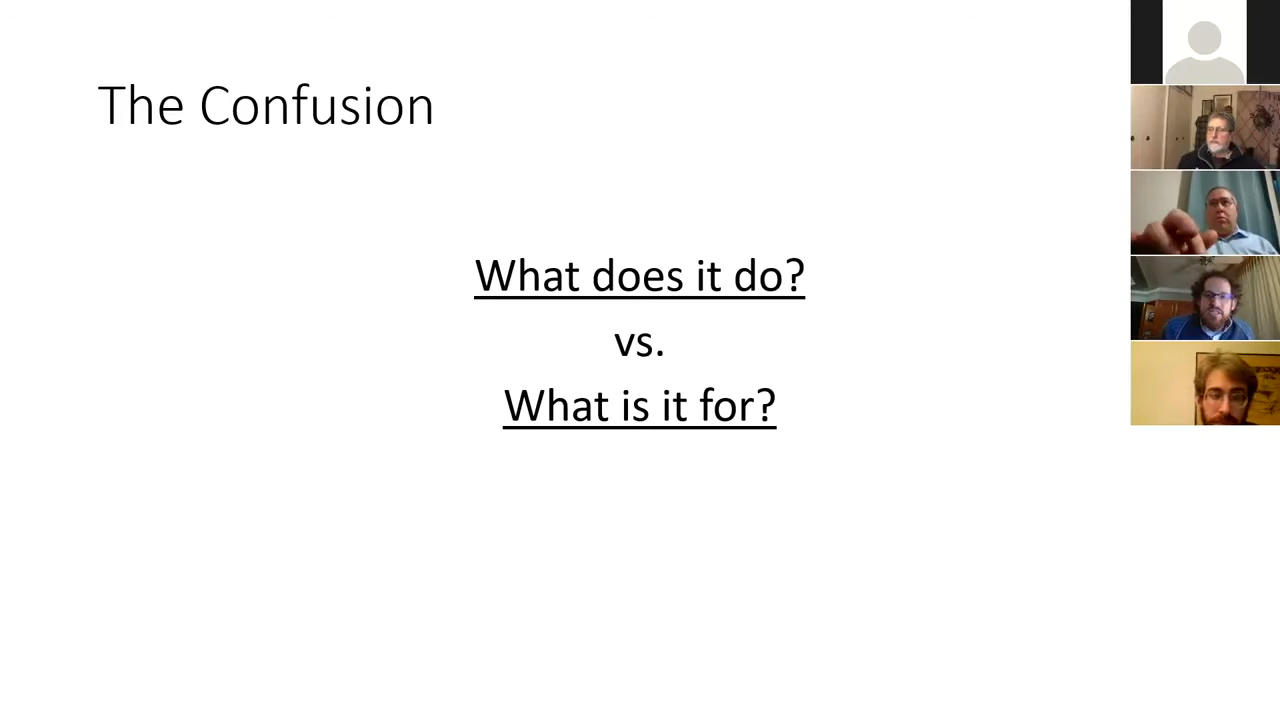 The Confusion
What does it do?
vs.
What is it for?